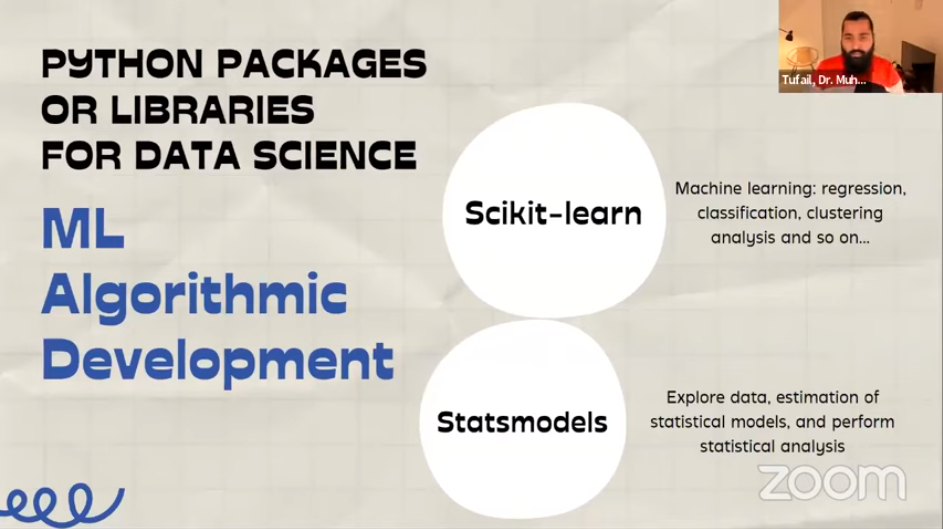 PYTHON PACKAGES
OR LIBRARIES
FOR DATA SCIENCE
ML
Algorithmic
Development
Scikit-learn
Machine learning: regression,
classification, clustering
analysis and so on...
Statsmodels
Explore data, estimation of
statistical models, and perform
statistical analysis
Tufail, Dr. Muh...
zoom